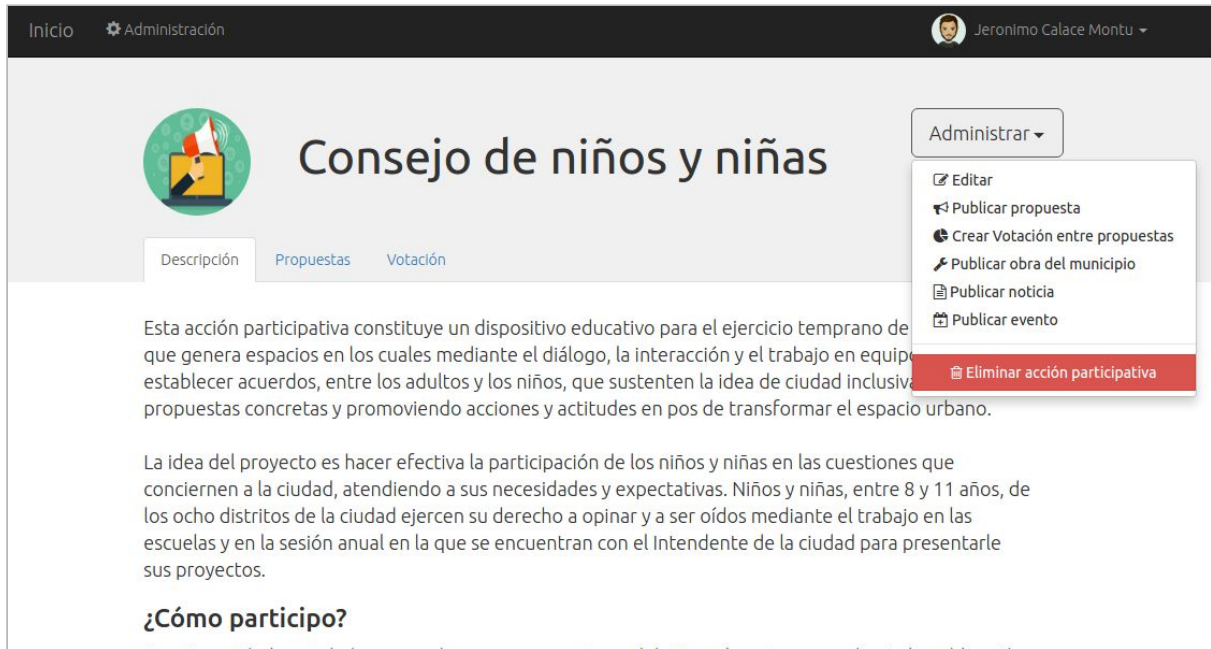 Inicio
Administración
Jeronimo Calace Montu
Consejo de niños y niñas
Administrar
Editar
Publicar propuesta
Crear Votación entre propuestas
Publicar obra del municipio
Publicar noticia
Publicar evento
Eliminar acción participativa
Descripción
Propuestas
Votación
Esta acción participativa constituye un dispositivo educativo para el ejercicio temprano de
que genera espacios en los cuales mediante el diálogo, la interacción y el trabajo en equipo
establecer acuerdos, entre los adultos y los niños, que sustenten la idea de ciudad inclusiva
propuestas concretas y promoviendo acciones y actitudes en pos de transformar el espacio urbano.
La idea del proyecto es hacer efectiva la participación de los niños y niñas en las cuestiones que
conciernen a la ciudad, atendiendo a sus necesidades y expectativas. Niños y niñas, entre 8 y 11 años, de
los ocho distritos de la ciudad ejercen su derecho a opinar y a ser oídos mediante el trabajo en las
escuelas y en la sesión anual en la que se encuentran con el Intendente de la ciudad para presentarle
sus proyectos.
¿Cómo participo?